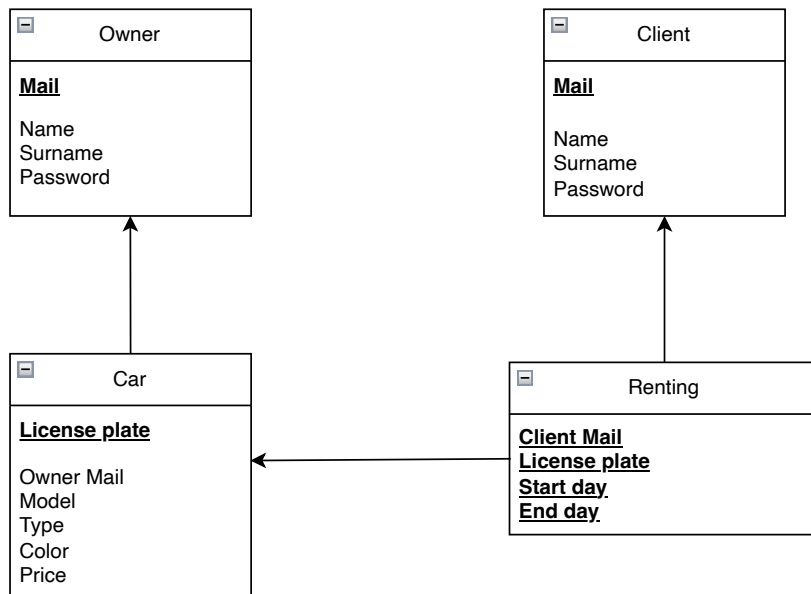 Owner
Mail
Name
Surname
Password
Client
Mail
Name
Surname
Password
Car
License plate
Owner Mail
Model
Type
Color
Price
Renting
Client Mail
License plate
Start day
End day